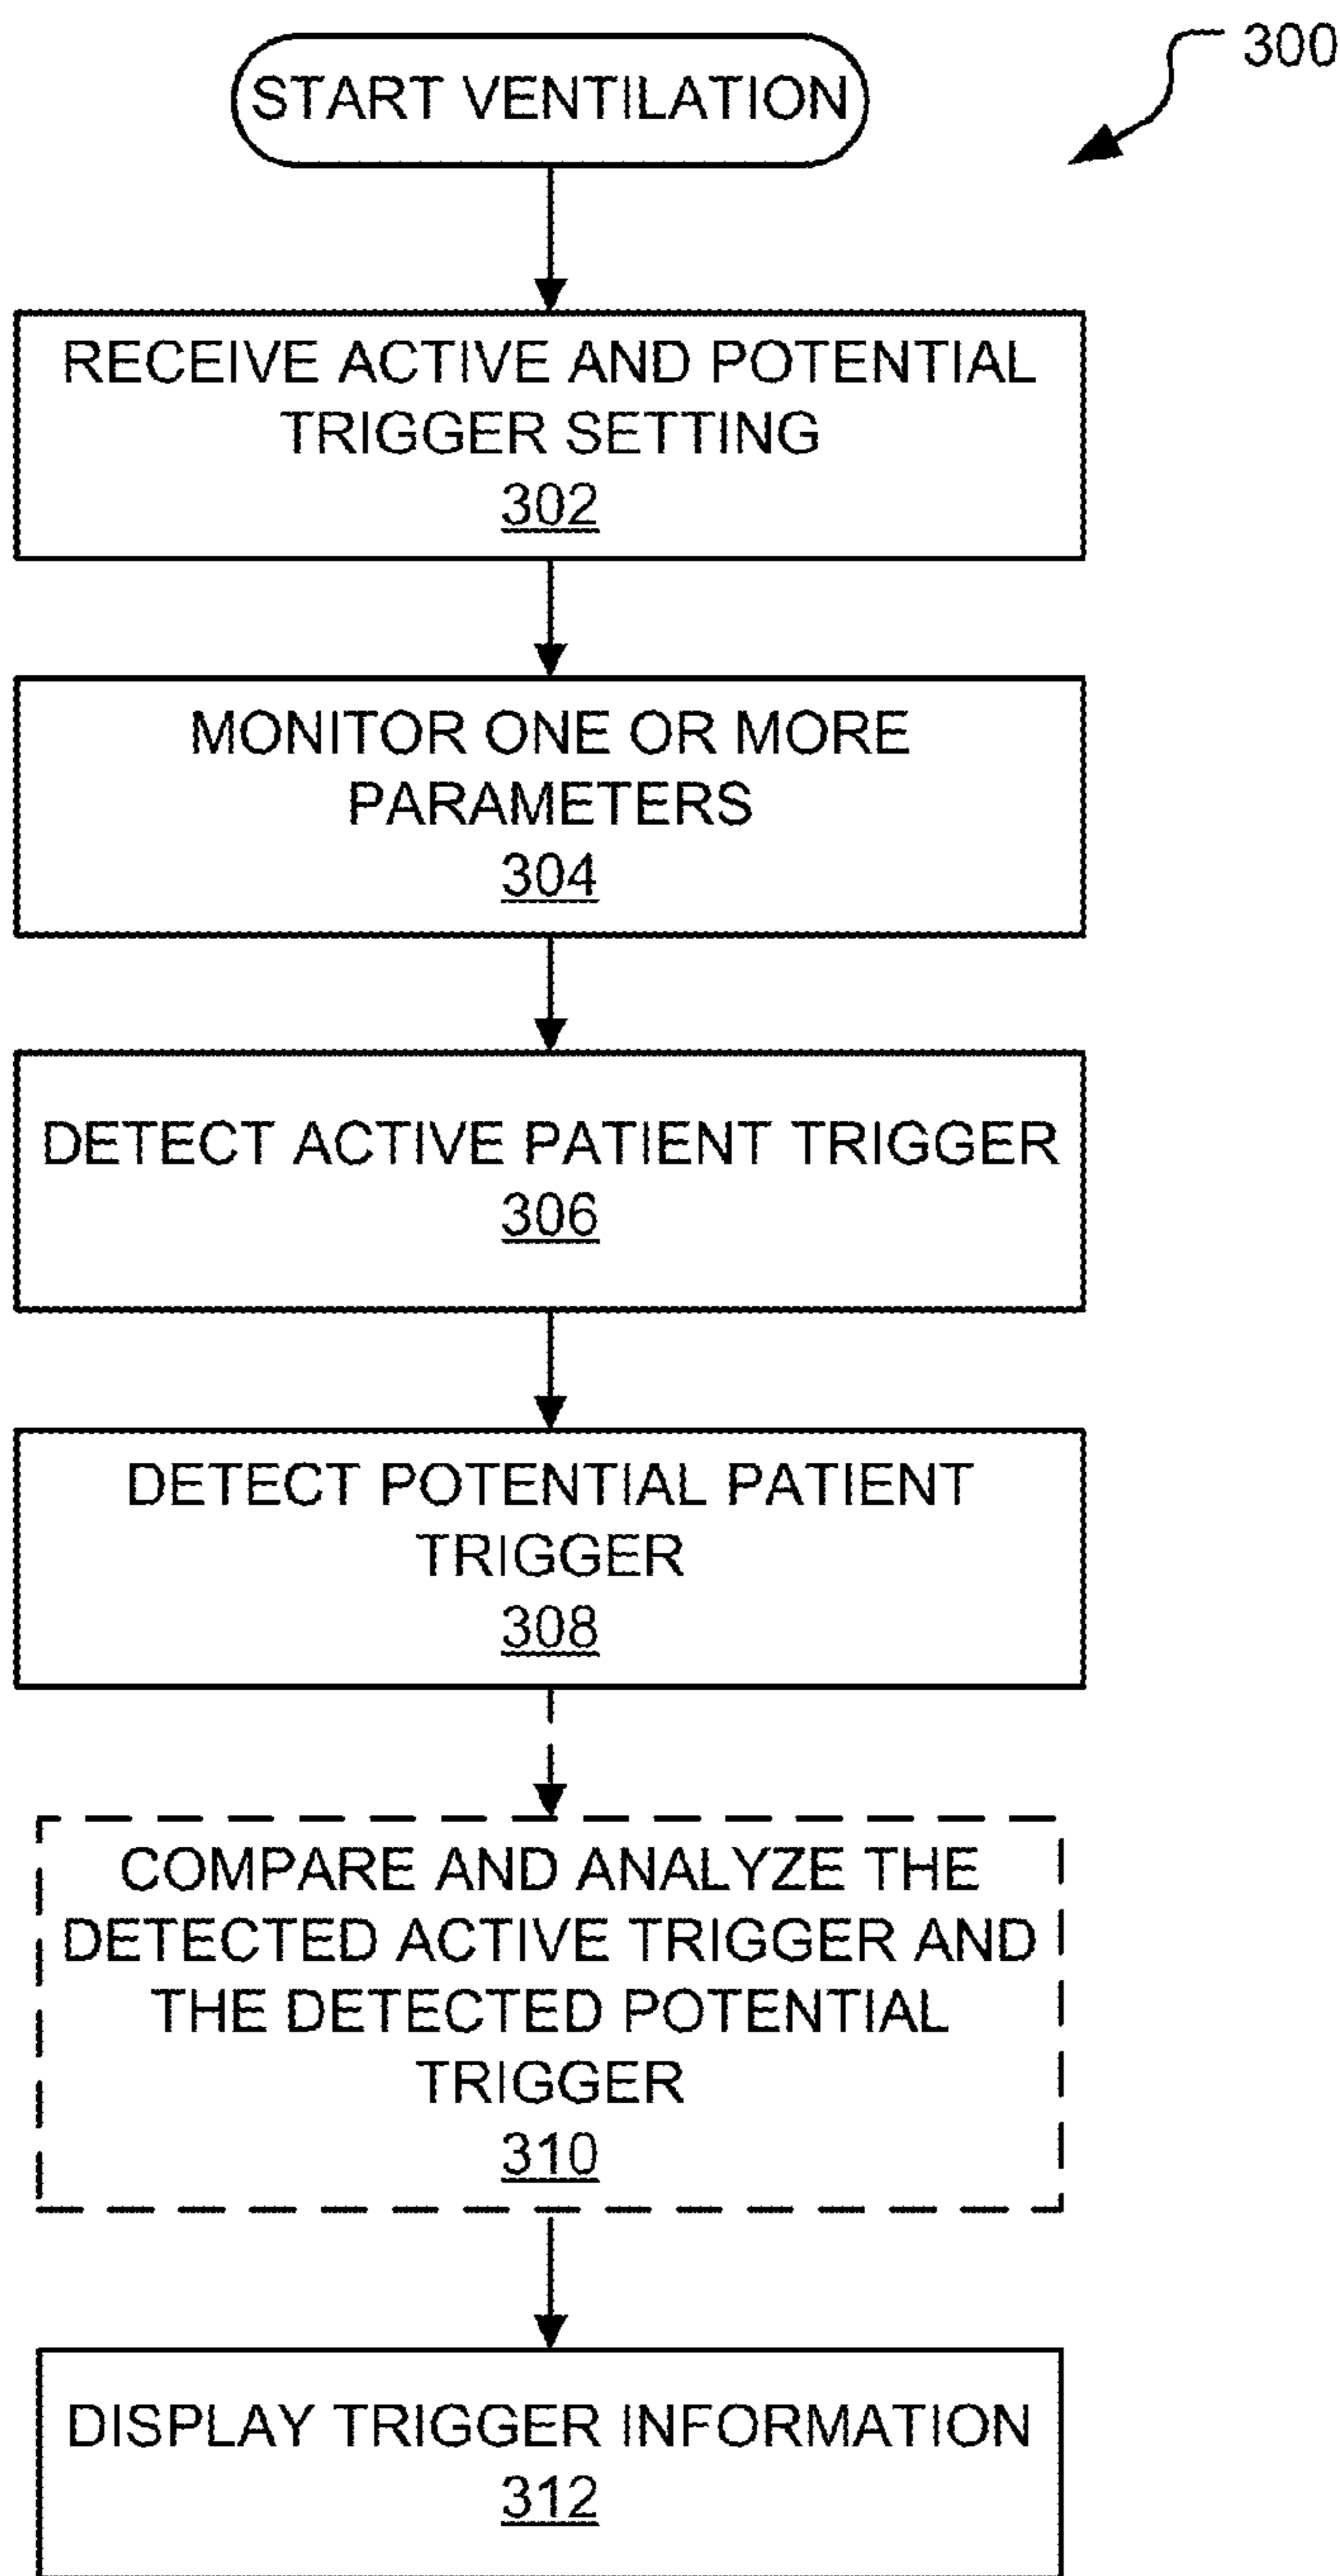 300
START VENTILATION
RECEIVE ACTIVE AND POTENTIAL
TRIGGER SETTING
302
MONITOR ONE OR MORE
PARAMETERS
304
DETECT ACTIVE PATIENT TRIGGER
306
DETECT POTENTIAL PATIENT
TRIGGER
308
COMPARE AND ANALYZE THE
DETECTED ACTIVE TRIGGER AND
THE DETECTED POTENTIAL
TRIGGER
310
DISPLAY TRIGGER INFORMATION
312